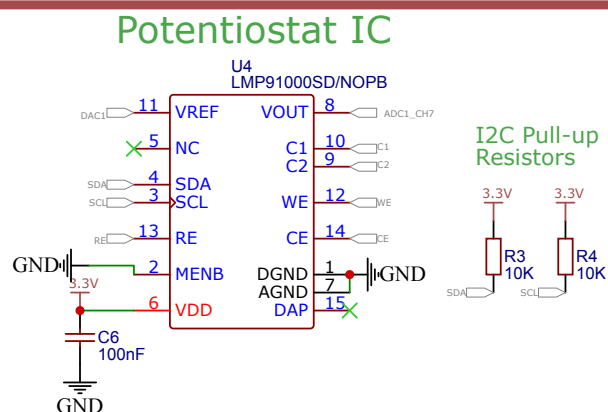 Potentiostat IC
U4
LMP91000SD/NOPB
DAC1 11 VREF VOUT 8 ADC1_CH7
5 NC C1 10 C1
C2 9 C2
SDA 4 SDA
SCL 3 SCL WE 12 WE
RE 13 RE CE 14 CE
GND 2 MENB DGND 1 GND
AGND 7
3.3V
6 VDD DAP 15
C6
100nF
GND
I2C Pull-up
Resistors
3.3V 3.3V
R3 R4
10K 10K
SDA SCL